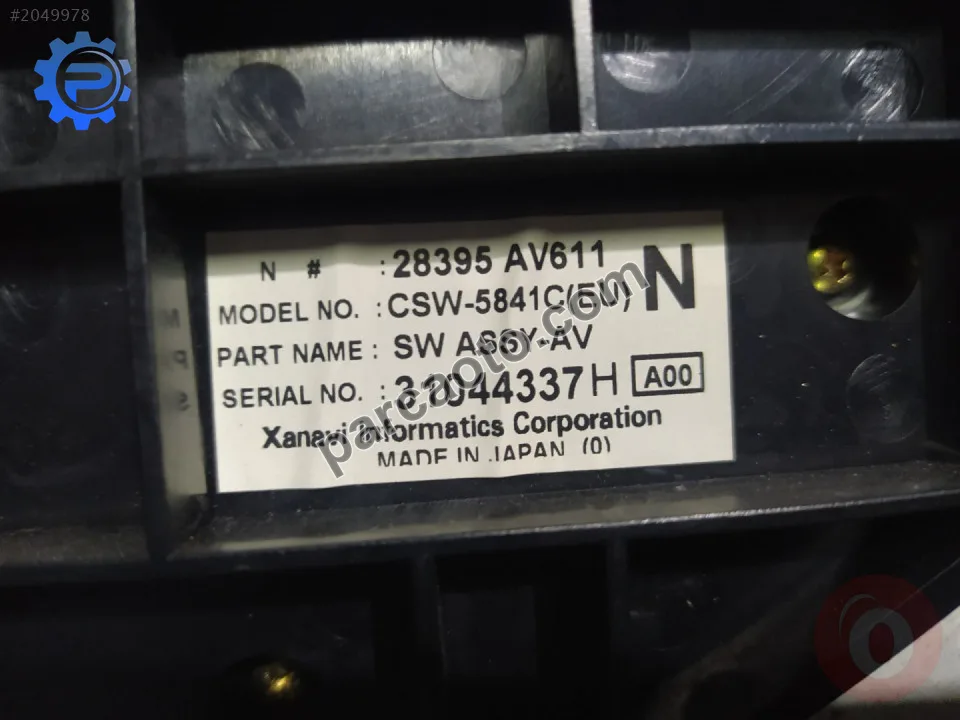 #2049978
P
N # : 28395 AV611
N
MODEL NO. : CSW-5841C(EU)
PART NAME : SW ASSY-AV
SERIAL NO. : 31044337H A00
Xanavi Informatics Corporation
MADE IN JAPAN (0)
parcaoto.com